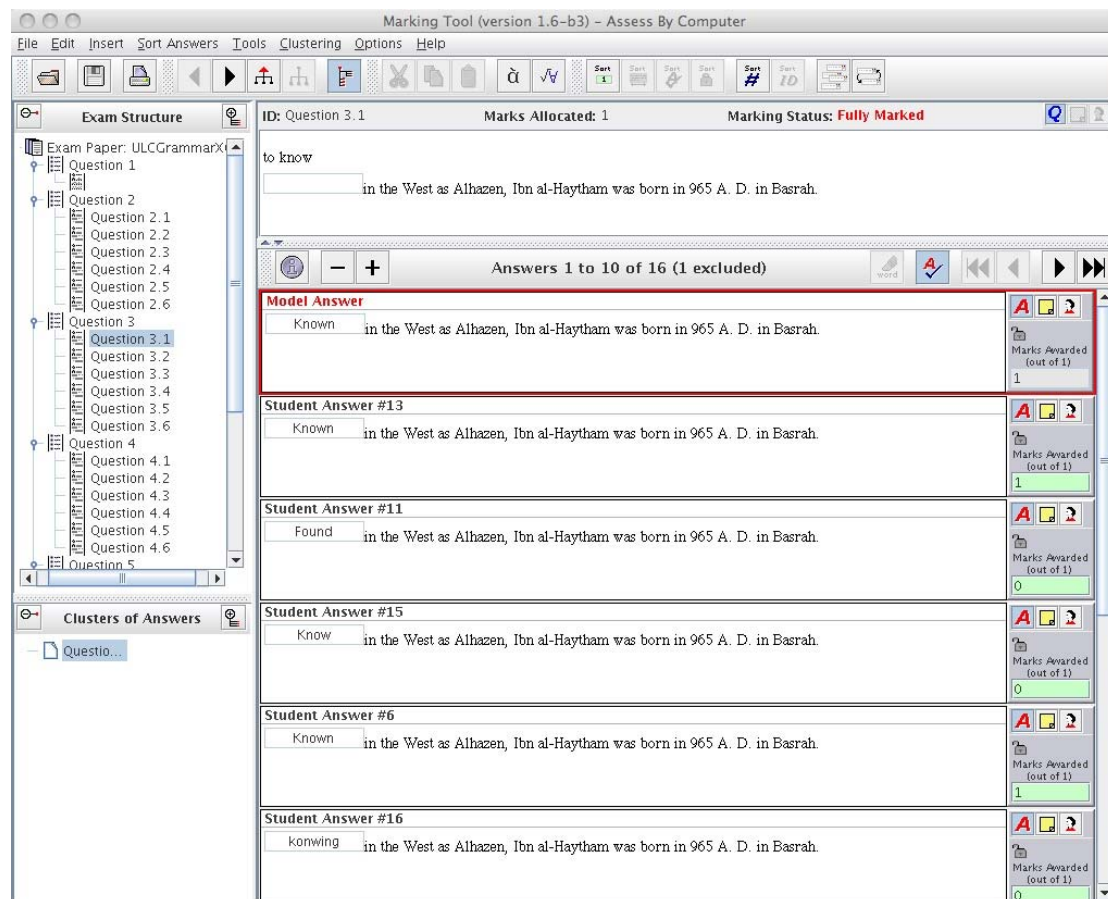 Marking Tool (version 1.6-b3) - Assess By Computer
File Edit Insert Sort Answers Tools Clustering Options Help
à √∀ Sort 1 Sort Sort Sort Sort # Sort ID
Exam Structure
Exam Paper: ULCGrammarX
Question 1
Question 2
Question 2.1
Question 2.2
Question 2.3
Question 2.4
Question 2.5
Question 2.6
Question 3
Question 3.1
Question 3.2
Question 3.3
Question 3.4
Question 3.5
Question 3.6
Question 4
Question 4.1
Question 4.2
Question 4.3
Question 4.4
Question 4.5
Question 4.6
Question 5
Clusters of Answers
Questio...
ID: Question 3.1 Marks Allocated: 1 Marking Status: Fully Marked Q
to know
in the West as Alhazen, Ibn al-Haytham was born in 965 A. D. in Basrah.
Answers 1 to 10 of 16 (1 excluded) word A
Model Answer
Known in the West as Alhazen, Ibn al-Haytham was born in 965 A. D. in Basrah.
A
Marks Awarded
(out of 1)
1
Student Answer #13
Known in the West as Alhazen, Ibn al-Haytham was born in 965 A. D. in Basrah.
A
Marks Awarded
(out of 1)
1
Student Answer #11
Found in the West as Alhazen, Ibn al-Haytham was born in 965 A. D. in Basrah.
A
Marks Awarded
(out of 1)
0
Student Answer #15
Know in the West as Alhazen, Ibn al-Haytham was born in 965 A. D. in Basrah.
A
Marks Awarded
(out of 1)
0
Student Answer #6
Known in the West as Alhazen, Ibn al-Haytham was born in 965 A. D. in Basrah.
A
Marks Awarded
(out of 1)
1
Student Answer #16
konwing in the West as Alhazen, Ibn al-Haytham was born in 965 A. D. in Basrah.
A
Marks Awarded
(out of 1)
0